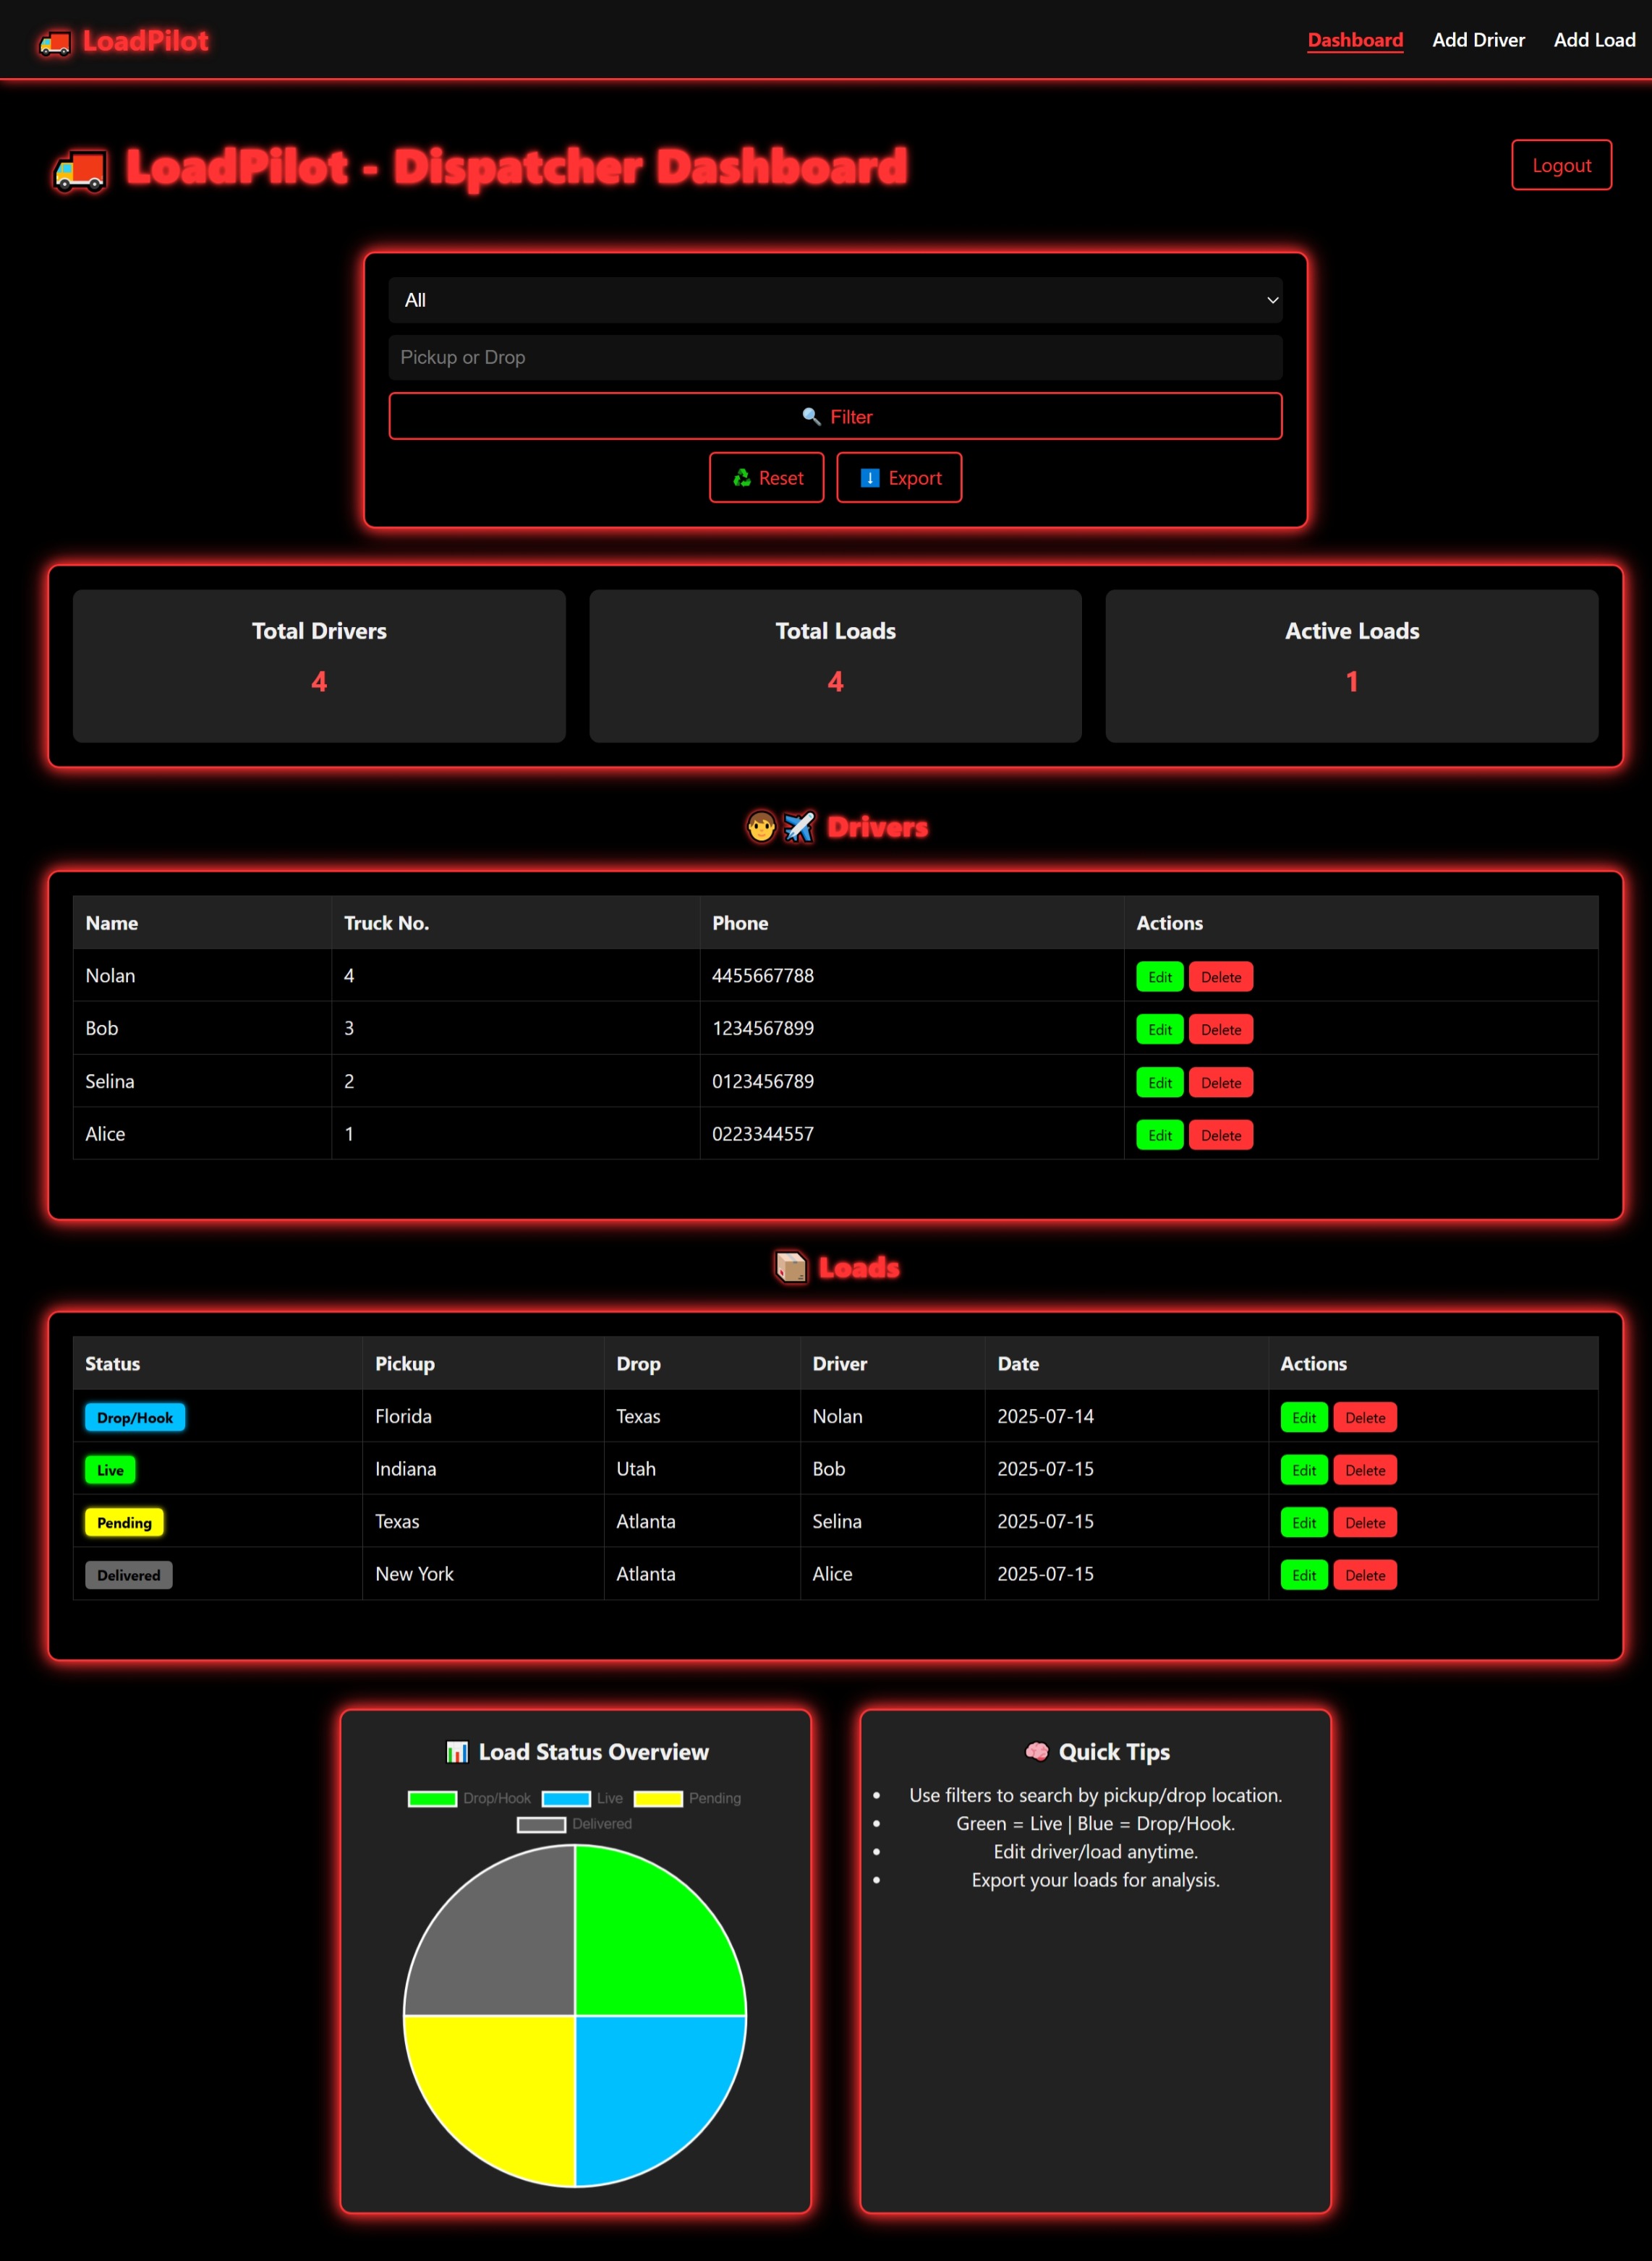 🚛 LoadPilot Dashboard Add Driver Add Load
🚛 LoadPilot - Dispatcher Dashboard Logout
All
Pickup or Drop
🔍 Filter
♻️ Reset ⬇️ Export
Total Drivers Total Loads Active Loads
4 4 1
🧑✈️ Drivers
Name Truck No. Phone Actions
Nolan 4 4455667788 Edit Delete
Bob 3 1234567899 Edit Delete
Selina 2 0123456789 Edit Delete
Alice 1 0223344557 Edit Delete
📦 Loads
Status Pickup Drop Driver Date Actions
Drop/Hook Florida Texas Nolan 2025-07-14 Edit Delete
Live Indiana Utah Bob 2025-07-15 Edit Delete
Pending Texas Atlanta Selina 2025-07-15 Edit Delete
Delivered New York Atlanta Alice 2025-07-15 Edit Delete
📊 Load Status Overview
Drop/Hook Live Pending
Delivered
🧠 Quick Tips
• Use filters to search by pickup/drop location.
• Green = Live | Blue = Drop/Hook.
• Edit driver/load anytime.
• Export your loads for analysis.